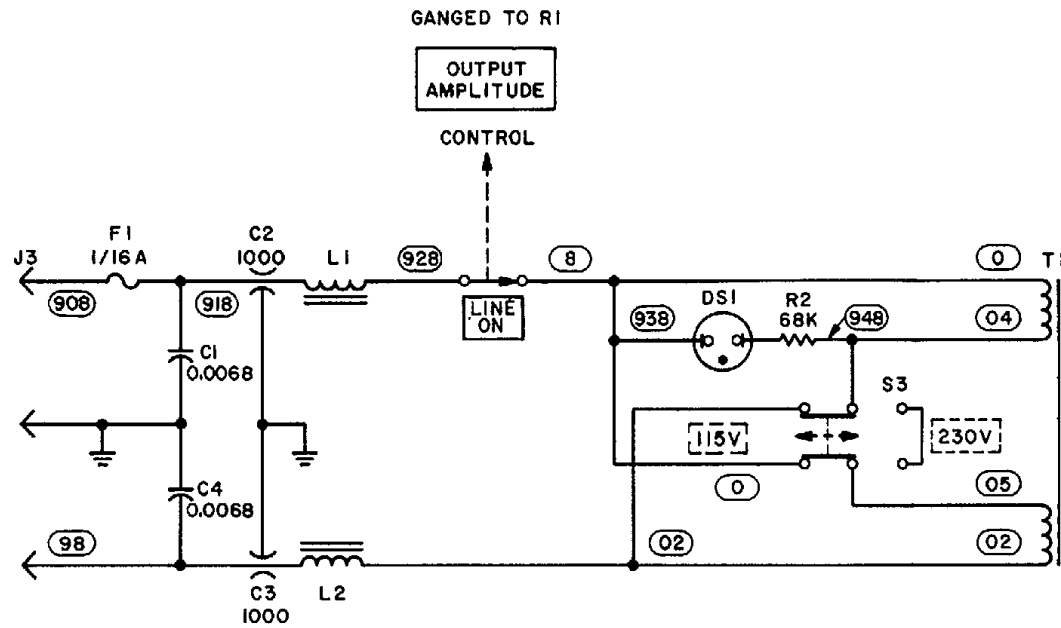 GANGED TO R1
OUTPUT
AMPLITUDE
CONTROL
J3
F1
1/16A
C2
1000
L1
928
8
0
T1
908
918
LINE
ON
938
DS1
R2
68K
948
04
C1
0.0068
S3
115V
230V
C4
0.0068
0
05
98
02
02
C3
1000
L2